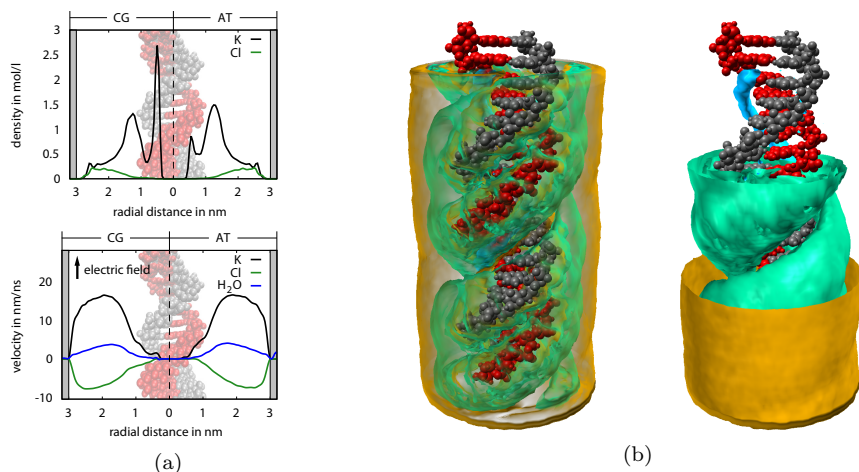 CG AT
3
2.5
2
1.5
1
0.5
0
density in mol/l
K
Cl
3 2 1 0 1 2 3
radial distance in nm
CG AT
electric field
K
Cl
H2O
20
10
0
-10
velocity in nm/ns
3 2 1 0 1 2 3
radial distance in nm
(a)
(b)